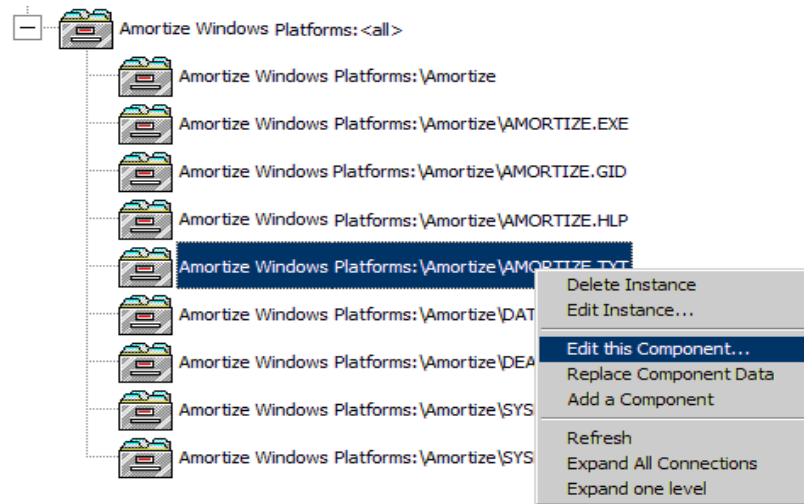 Amortize Windows Platforms:<all>
Amortize Windows Platforms:\Amortize
Amortize Windows Platforms:\Amortize\AMORTIZE.EXE
Amortize Windows Platforms:\Amortize\AMORTIZE.GID
Amortize Windows Platforms:\Amortize\AMORTIZE.HLP
Amortize Windows Platforms:\Amortize\AMORTIZE.TXT
Delete Instance
Edit Instance...
Amortize Windows Platforms:\Amortize\DAT
Edit this Component...
Amortize Windows Platforms:\Amortize\DEA
Replace Component Data
Add a Component
Amortize Windows Platforms:\Amortize\SYS
Refresh
Amortize Windows Platforms:\Amortize\SYS
Expand All Connections
Expand one level